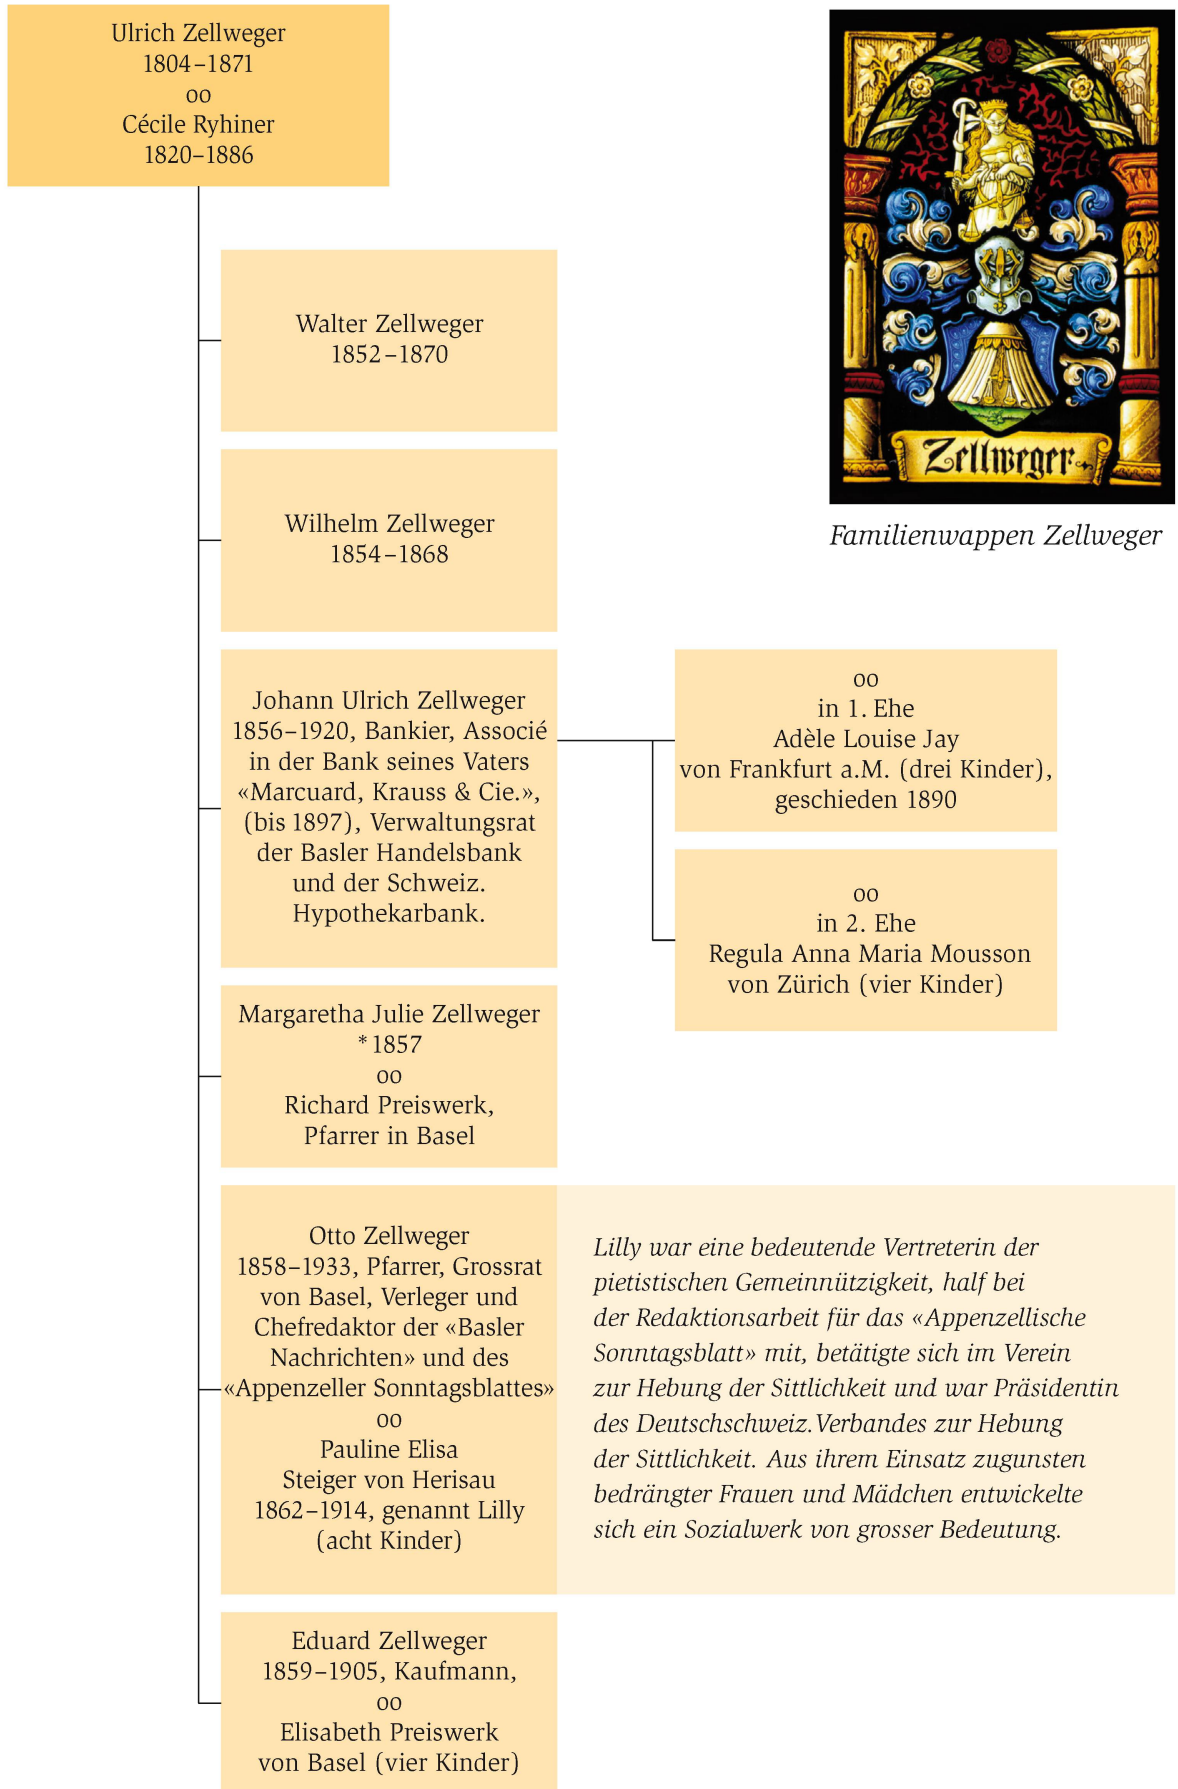 Ulrich Zellweger
1804–1871
oo
Cécile Ryhiner
1820–1886
Zellweger
Familienwappen Zellweger
Walter Zellweger
1852–1870
Wilhelm Zellweger
1854–1868
Johann Ulrich Zellweger
1856–1920, Bankier, Associé
in der Bank seines Vaters
«Marcuard, Krauss & Cie.»,
(bis 1897), Verwaltungsrat
der Basler Handelsbank
und der Schweiz.
Hypothekarbank.
oo
in 1. Ehe
Adèle Louise Jay
von Frankfurt a.M. (drei Kinder),
geschieden 1890
oo
in 2. Ehe
Regula Anna Maria Mousson
von Zürich (vier Kinder)
Margaretha Julie Zellweger
*1857
oo
Richard Preiswerk,
Pfarrer in Basel
Otto Zellweger
1858–1933, Pfarrer, Grossrat
von Basel, Verleger und
Chefredaktor der «Basler
Nachrichten» und des
«Appenzeller Sonntagsblattes»
oo
Pauline Elisa
Steiger von Herisau
1862–1914, genannt Lilly
(acht Kinder)
Lilly war eine bedeutende Vertreterin der
pietistischen Gemeinnützigkeit, half bei
der Redaktionsarbeit für das «Appenzellische
Sonntagsblatt» mit, betätigte sich im Verein
zur Hebung der Sittlichkeit und war Präsidentin
des Deutschschweiz.Verbandes zur Hebung
der Sittlichkeit. Aus ihrem Einsatz zugunsten
bedrängter Frauen und Mädchen entwickelte
sich ein Sozialwerk von grosser Bedeutung.
Eduard Zellweger
1859–1905, Kaufmann,
oo
Elisabeth Preiswerk
von Basel (vier Kinder)